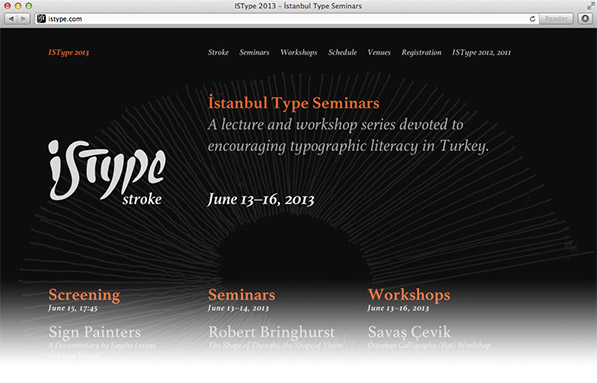 ISType 2013 – İstanbul Type Seminars
istype.com
Reader
ISType 2013
Stroke Seminars Workshops Schedule Venues Registration ISType 2012, 2011
İstanbul Type Seminars
A lecture and workshop series devoted to
encouraging typographic literacy in Turkey.
isType
stroke
June 13–16, 2013
Screening
June 15, 17:45
Seminars
June 13–14, 2013
Workshops
June 13–16, 2013
Sign Painters
A Documentary by Faythe Levine
Robert Bringhurst
The Shape of Thought, the Shape of Vision
Savaş Çevik
Ottoman Calligraphy (Hat) Workshop